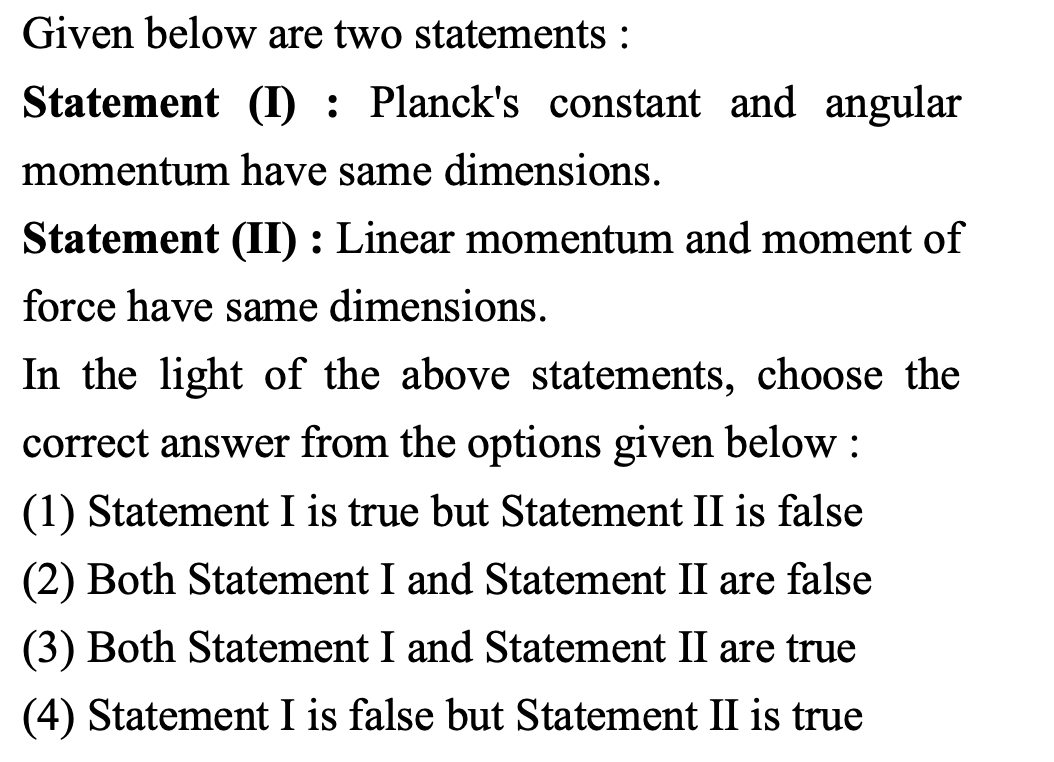 Given below are two statements :
Statement (I) : Planck's constant and angular
momentum have same dimensions.
Statement (II) : Linear momentum and moment of
force have same dimensions.
In the light of the above statements, choose the
correct answer from the options given below :
(1) Statement I is true but Statement II is false
(2) Both Statement I and Statement II are false
(3) Both Statement I and Statement II are true
(4) Statement I is false but Statement II is true